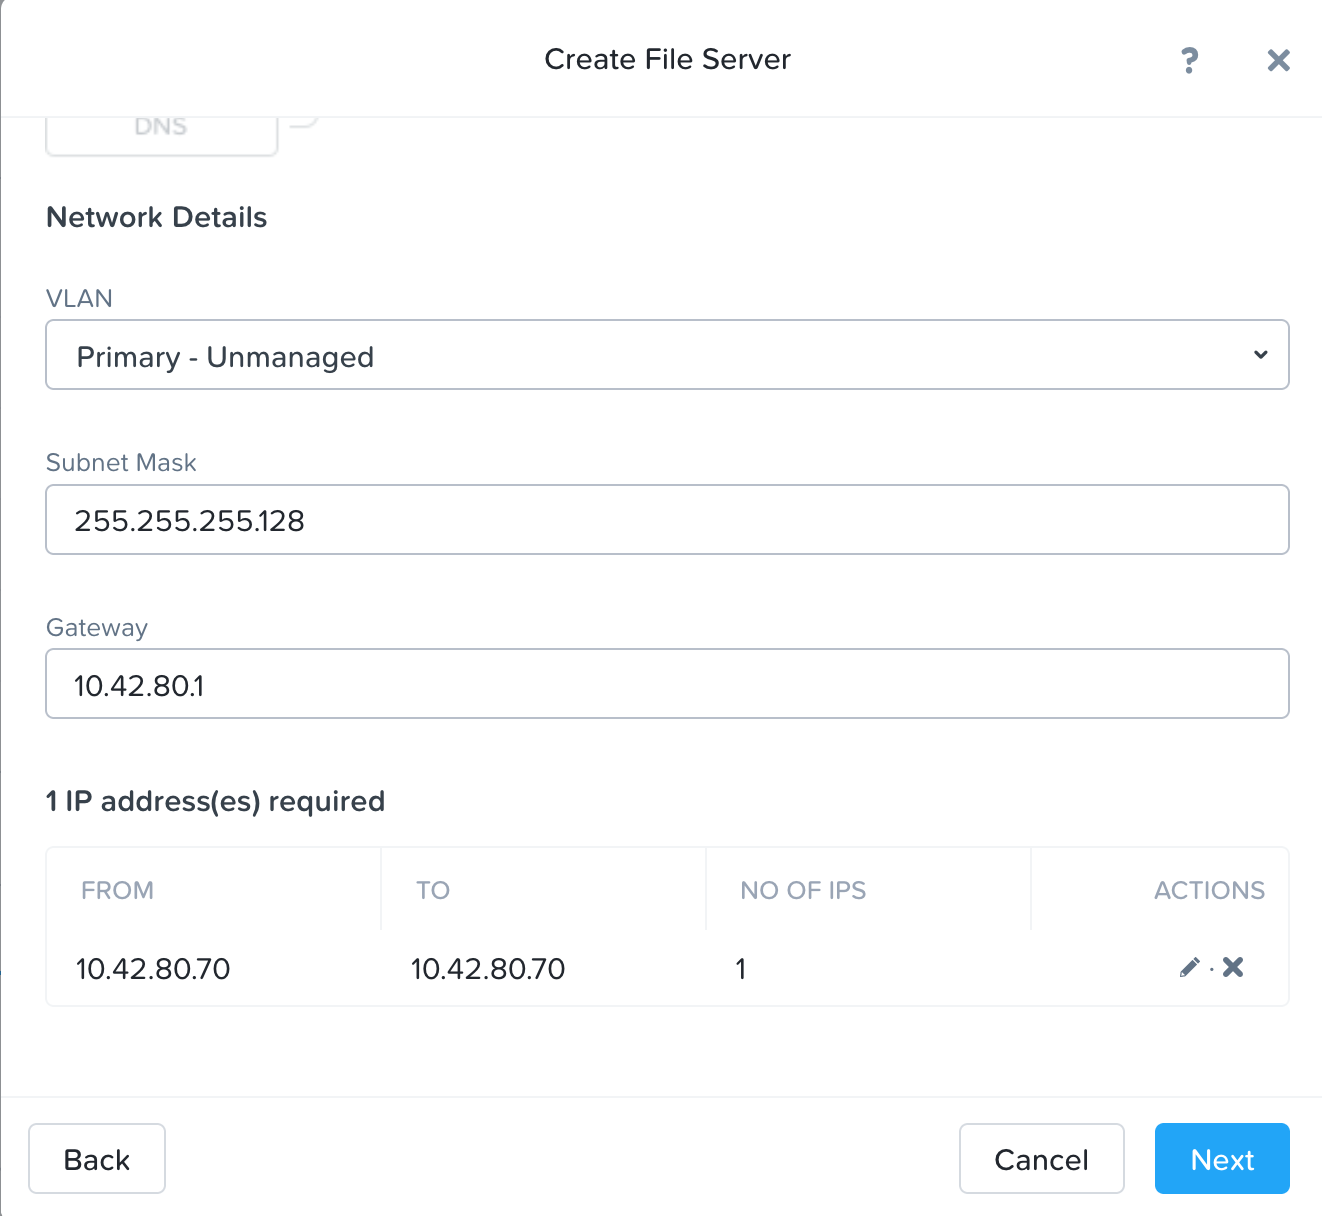 Create File Server
?
DNS
Network Details
VLAN
Primary - Unmanaged
Subnet Mask
255.255.255.128
Gateway
10.42.80.1
1 IP address(es) required
FROM TO NO OF IPS ACTIONS
10.42.80.70 10.42.80.70 1
Back Cancel Next